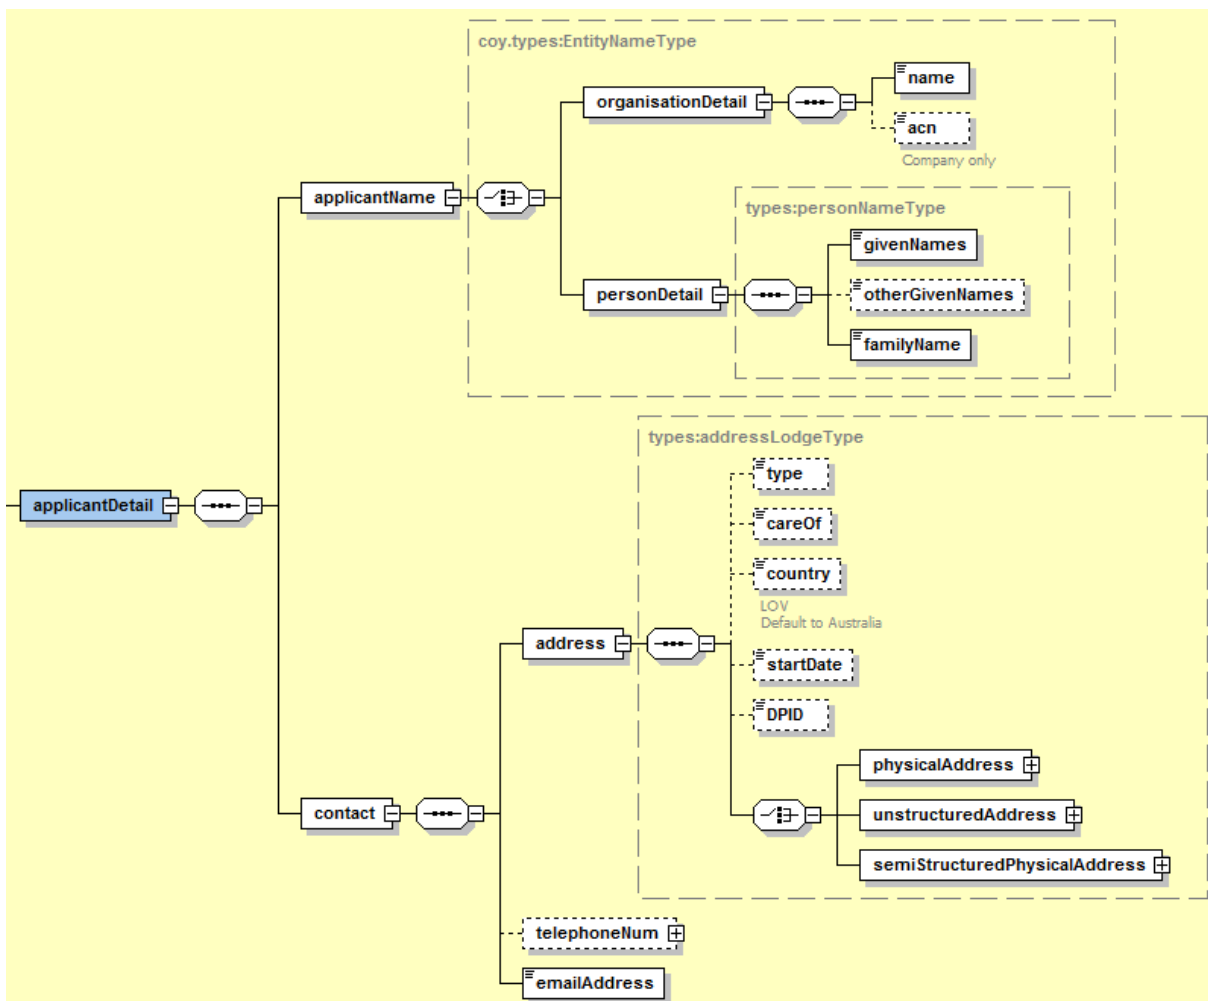 coy.types:EntityNameType
organisationDetail
name
acn
Company only
applicantName
types:personNameType
givenNames
personDetail
otherGivenNames
familyName
types:addressLodgeType
type
applicantDetail
careOf
country
LOV
Default to Australia
address
startDate
DPID
physicalAddress
contact
unstructuredAddress
semiStructuredPhysicalAddress
telephoneNum
emailAddress